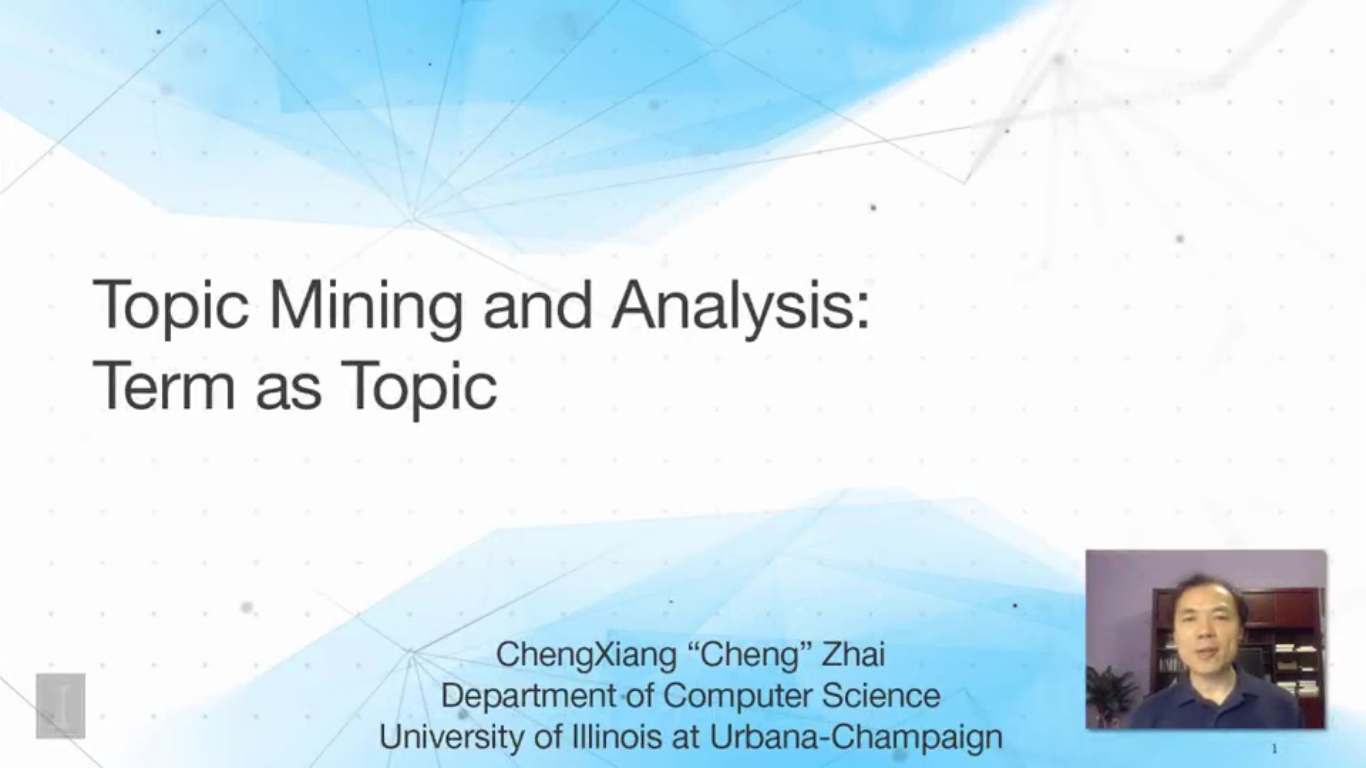 Topic Mining and Analysis:
Term as Topic
ChengXiang “Cheng” Zhai
Department of Computer Science
University of Illinois at Urbana-Champaign
1